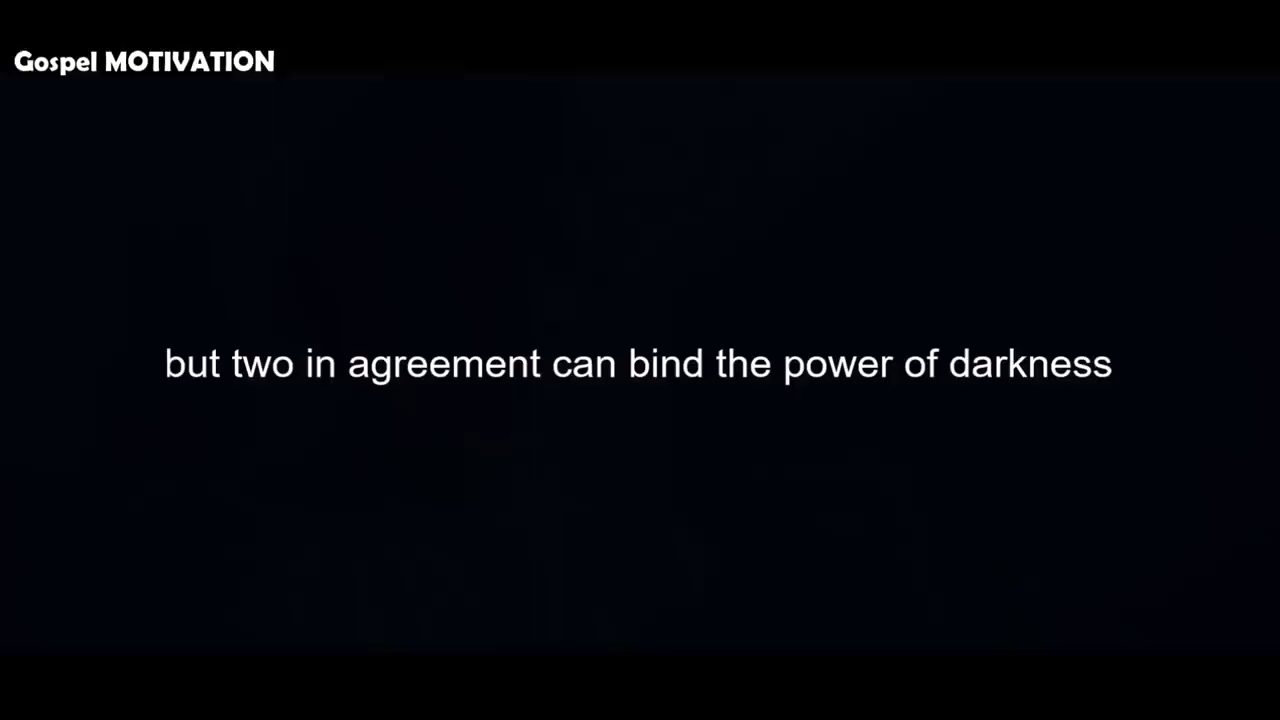 Gospel MOTIVATION
but two in agreement can bind the power of darkness